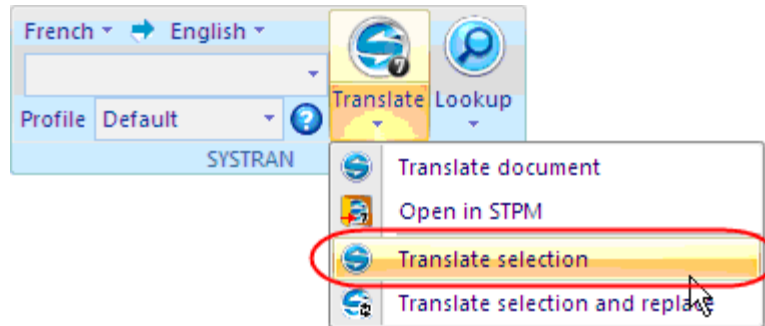 French English
Translate Lookup
Profile Default
SYSTRAN
Translate document
Open in STPM
Translate selection
Translate selection and replace